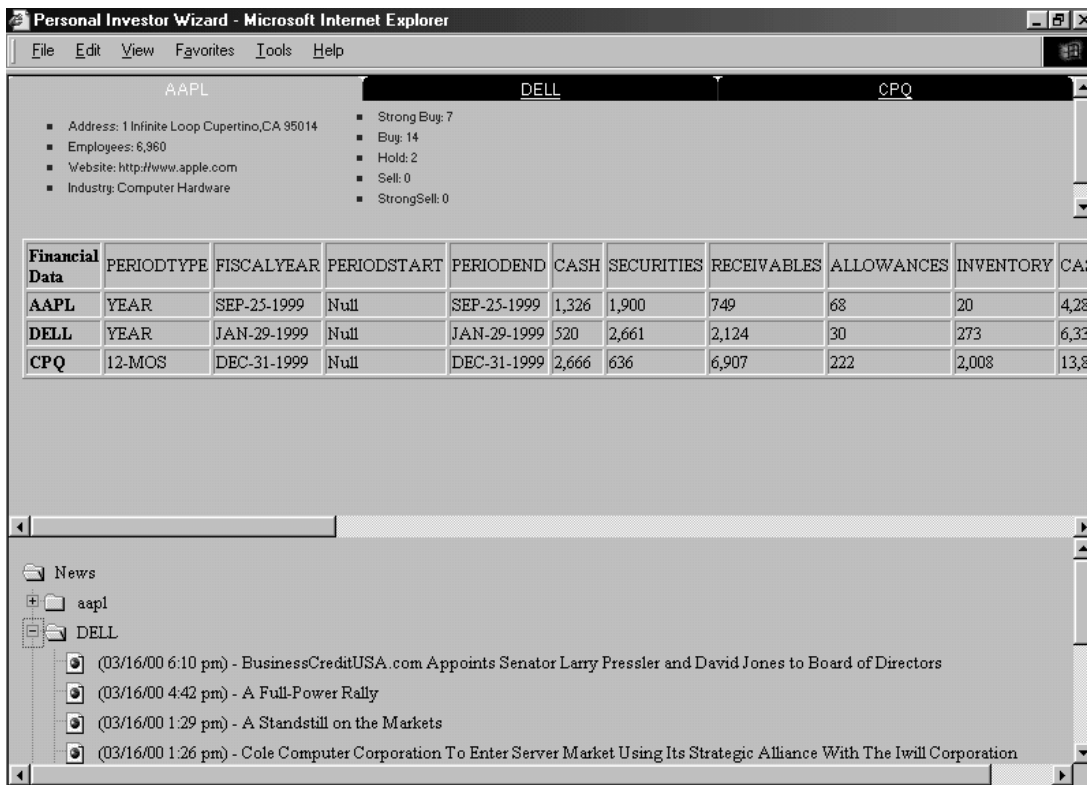 Personal Investor Wizard - Microsoft Internet Explorer
File Edit View Favorites Tools Help
AAPL DELL CPQ
Address: 1 Infinite Loop Cupertino,CA 95014
Employees: 6,960
Website: http://www.apple.com
Industry: Computer Hardware
Strong Buy: 7
Buy: 14
Hold: 2
Sell: 0
StrongSell: 0
Financial Data PERIODTYPE FISCALYEAR PERIODSTART PERIODEND CASH SECURITIES RECEIVABLES ALLOWANCES INVENTORY CA
AAPL YEAR SEP-25-1999 Null SEP-25-1999 1,326 1,900 749 68 20 4,28
DELL YEAR JAN-29-1999 Null JAN-29-1999 520 2,661 2,124 30 273 6,33
CPQ 12-MOS DEC-31-1999 Null DEC-31-1999 2,666 636 6,907 222 2,008 13,8
News
aapl
DELL
(03/16/00 6:10 pm) - BusinessCreditUSA.com Appoints Senator Larry Pressler and David Jones to Board of Directors
(03/16/00 4:42 pm) - A Full-Power Rally
(03/16/00 1:29 pm) - A Standstill on the Markets
(03/16/00 1:26 pm) - Cole Computer Corporation To Enter Server Market Using Its Strategic Alliance With The Iwill Corporation